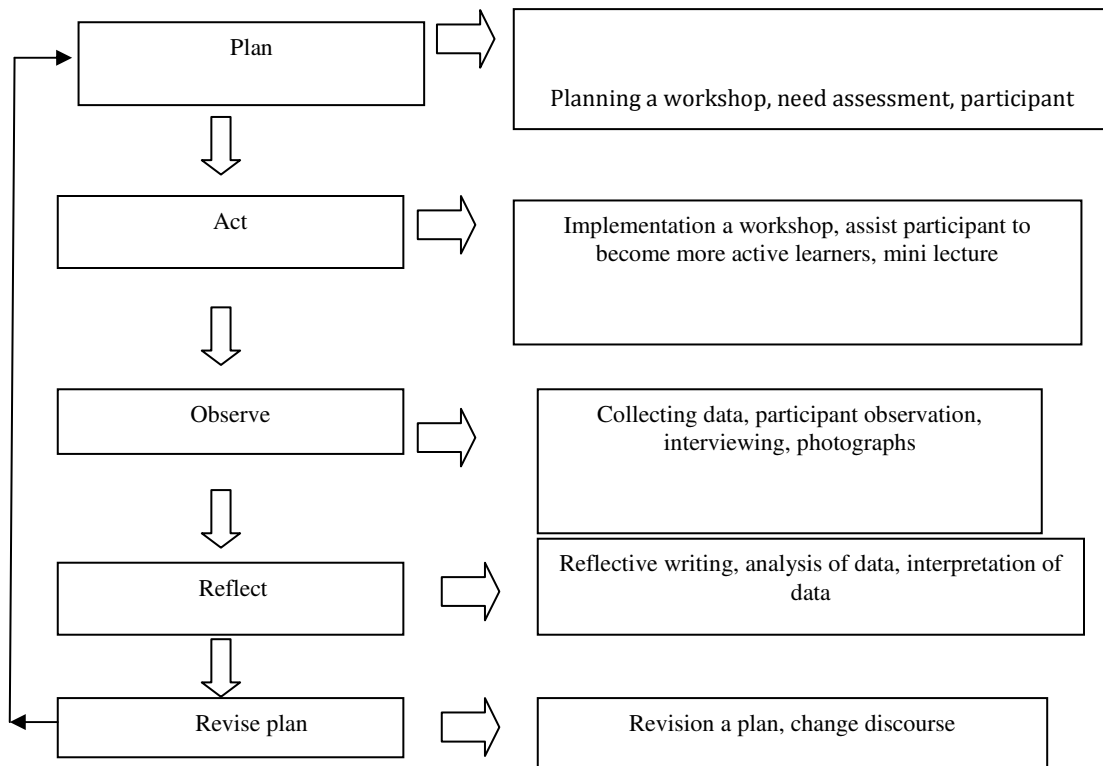 Plan
Planning a workshop, need assessment, participant
Act
Implementation a workshop, assist participant to
become more active learners, mini lecture
Observe
Collecting data, participant observation,
interviewing, photographs
Reflect
Reflective writing, analysis of data, interpretation of
data
Revise plan
Revision a plan, change discourse